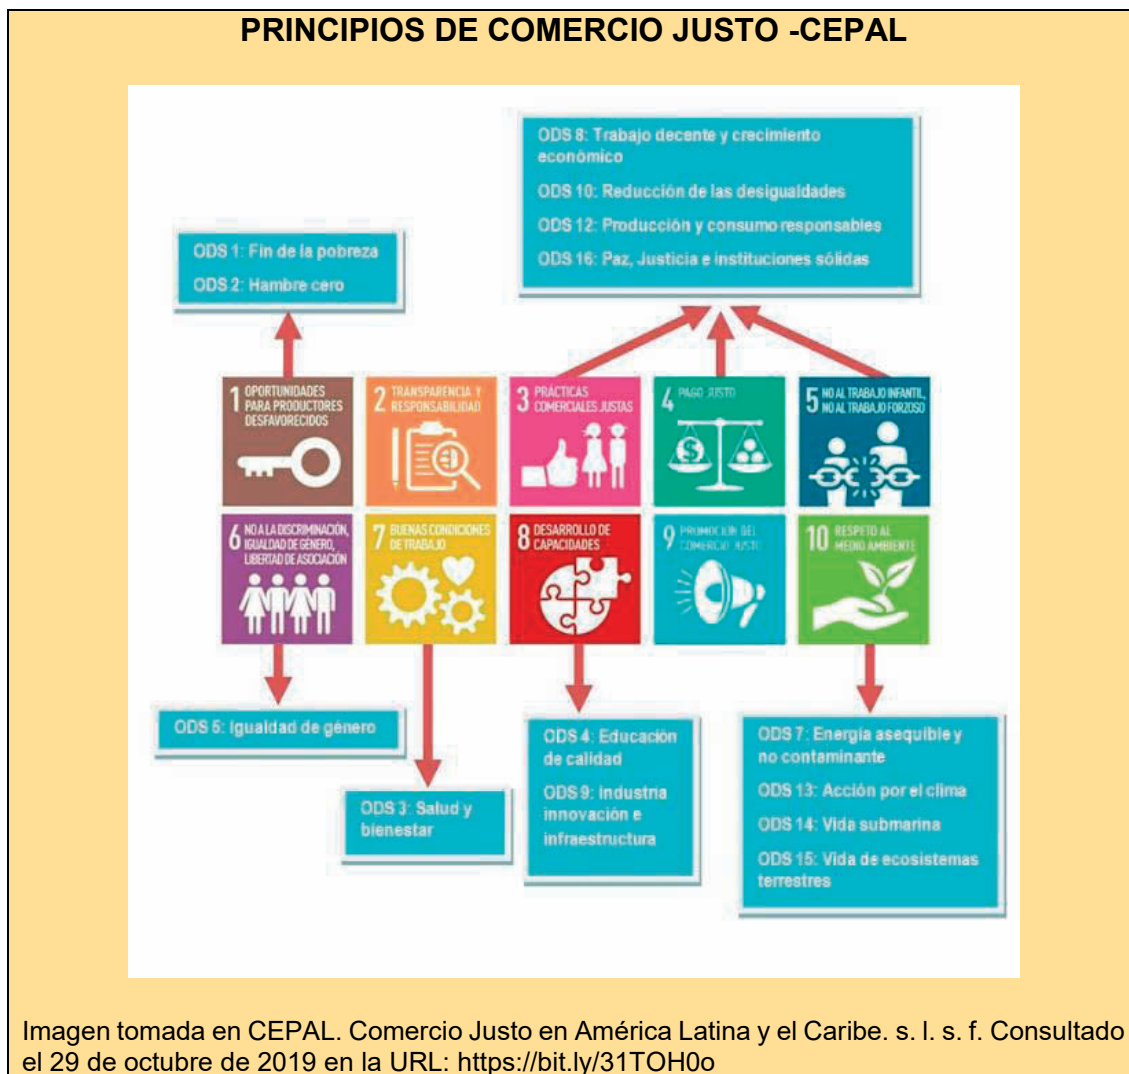 PRINCIPIOS DE COMERCIO JUSTO -CEPAL
ODS 8: Trabajo decente y crecimiento
económico
ODS 10: Reducción de las desigualdades
ODS 12: Producción y consumo responsables
ODS 16: Paz, Justicia e instituciones sólidas
ODS 1: Fin de la pobreza
ODS 2: Hambre cero
1 OPORTUNIDADES
PARA PRODUCTORES
DESFAVORECIDOS
2 TRANSPARENCIA Y
RESPONSABILIDAD
3 PRÁCTICAS
COMERCIALES JUSTAS
4 PAGO JUSTO
$
5 NO AL TRABAJO INFANTIL,
NO AL TRABAJO FORZOSO
6 NO A LA DISCRIMINACIÓN,
IGUALDAD DE GÉNERO,
LIBERTAD DE ASOCIACIÓN
7 BUENAS CONDICIONES
DE TRABAJO
8 DESARROLLO DE
CAPACIDADES
9 PROMOCIÓN DEL
COMERCIO JUSTO
10 RESPETO AL
MEDIO AMBIENTE
ODS 5: Igualdad de género
ODS 3: Salud y
bienestar
ODS 4: Educación
de calidad
ODS 9: Industria
innovación e
infraestructura
ODS 7: Energía asequible y
no contaminante
ODS 13: Acción por el clima
ODS 14: Vida submarina
ODS 15: Vida de ecosistemas
terrestres
Imagen tomada en CEPAL. Comercio Justo en América Latina y el Caribe. s. l. s. f. Consultado
el 29 de octubre de 2019 en la URL: https://bit.ly/31TOH0o